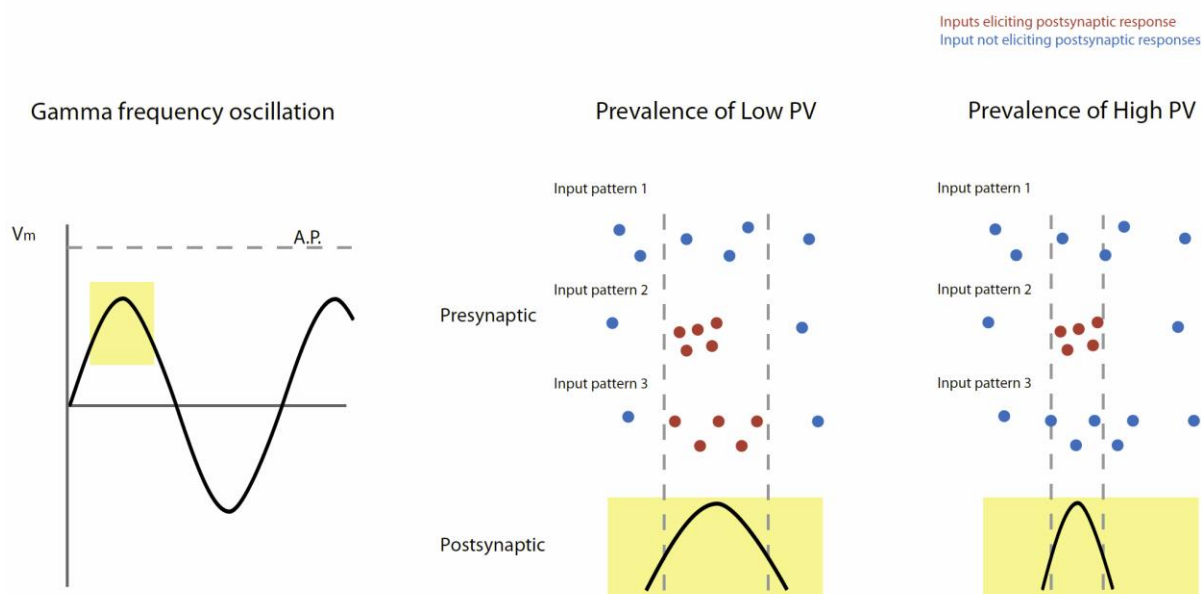 Inputs eliciting postsynaptic response
Input not eliciting postsynaptic responses
Gamma frequency oscillation
Prevalence of Low PV
Prevalence of High PV
Input pattern 1
Input pattern 1
Vm
A.P.
Input pattern 2
Input pattern 2
Presynaptic
Input pattern 3
Input pattern 3
Postsynaptic